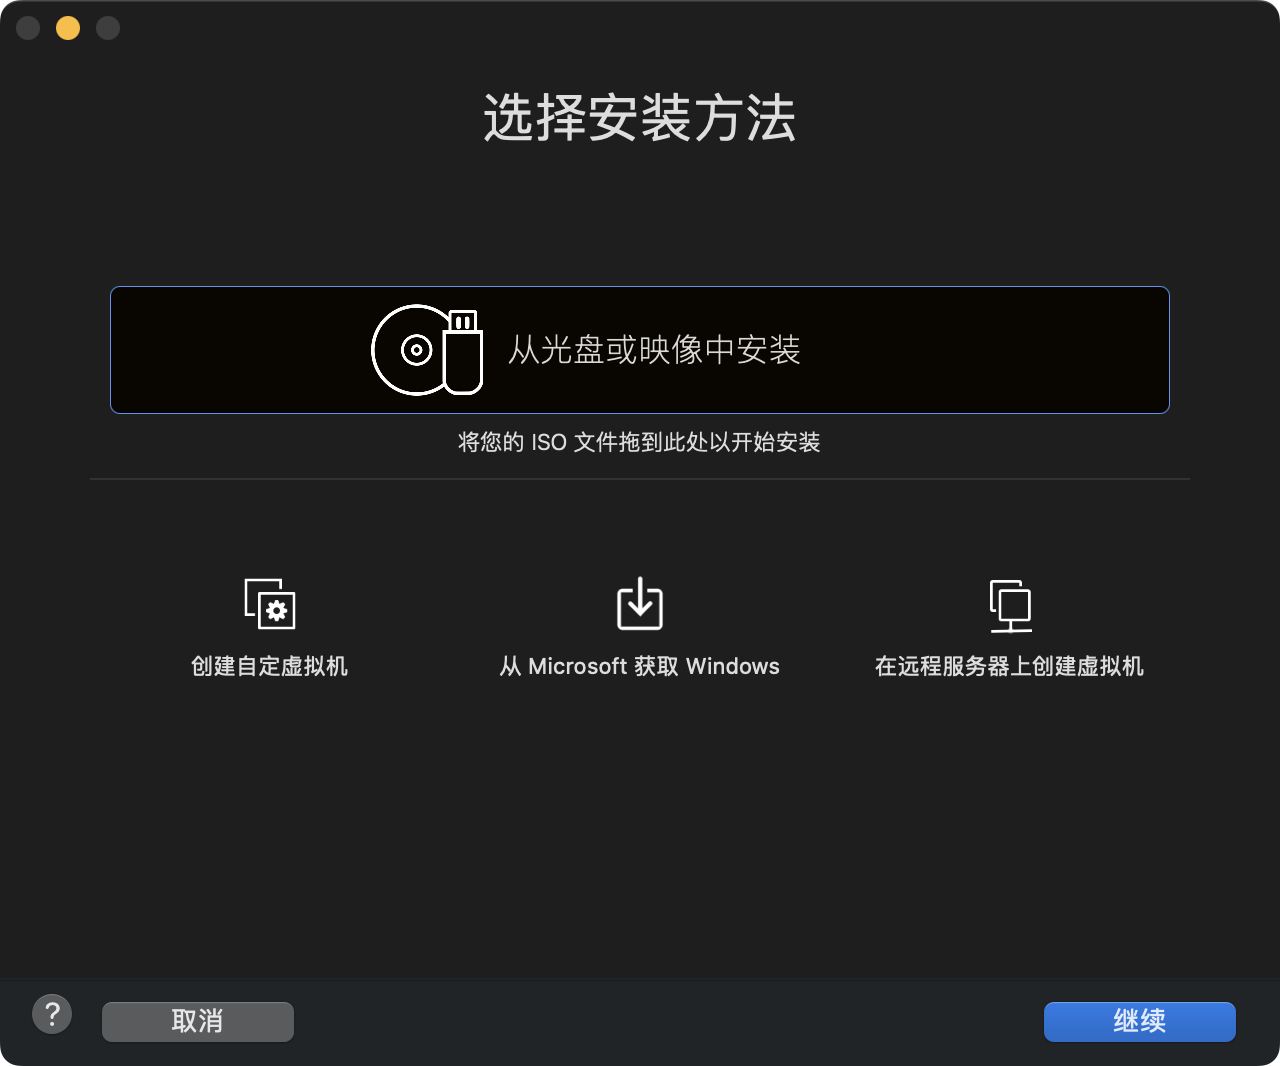 选择安装方法
从光盘或映像中安装
将您的 ISO 文件拖到此处以开始安装
创建自定虚拟机
从 Microsoft 获取 Windows
在远程服务器上创建虚拟机
?
取消
继续